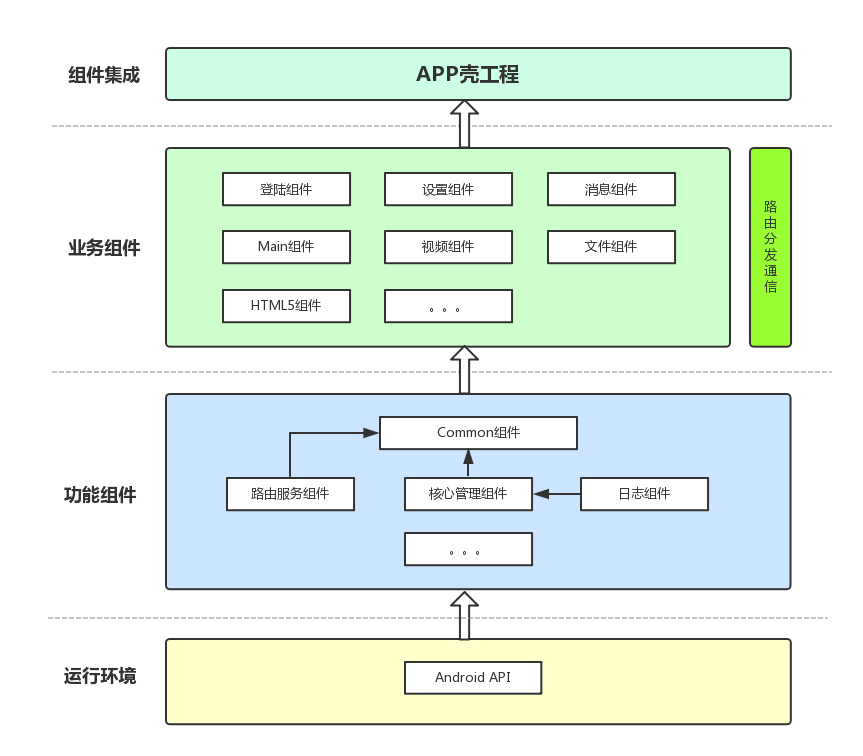 组件集成
APP壳工程
业务组件
登陆组件
设置组件
消息组件
Main组件
视频组件
文件组件
HTML5组件
。。。
路由分发通信
功能组件
Common组件
路由服务组件
核心管理组件
日志组件
。。。
运行环境
Android API